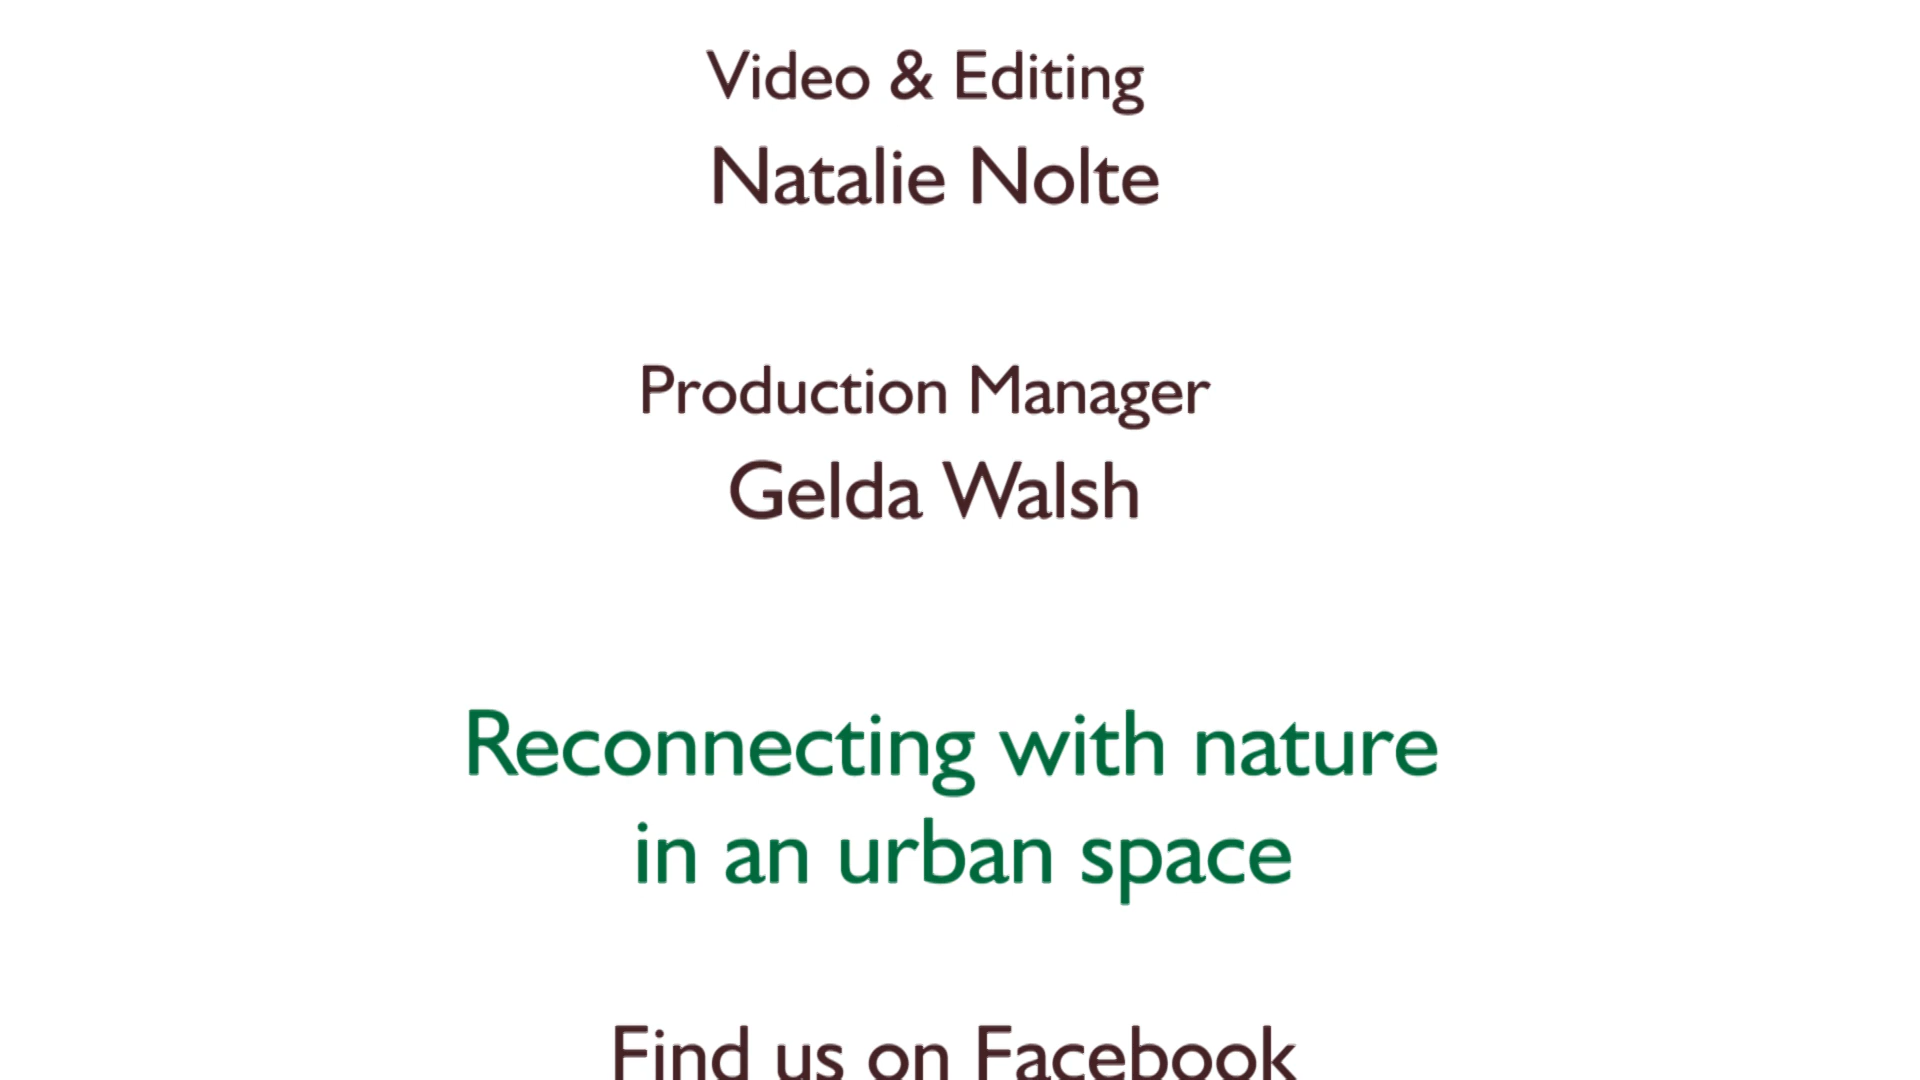 Video & Editing
Natalie Nolte
Production Manager
Gelda Walsh
Reconnecting with nature
in an urban space
Find us on Facebook